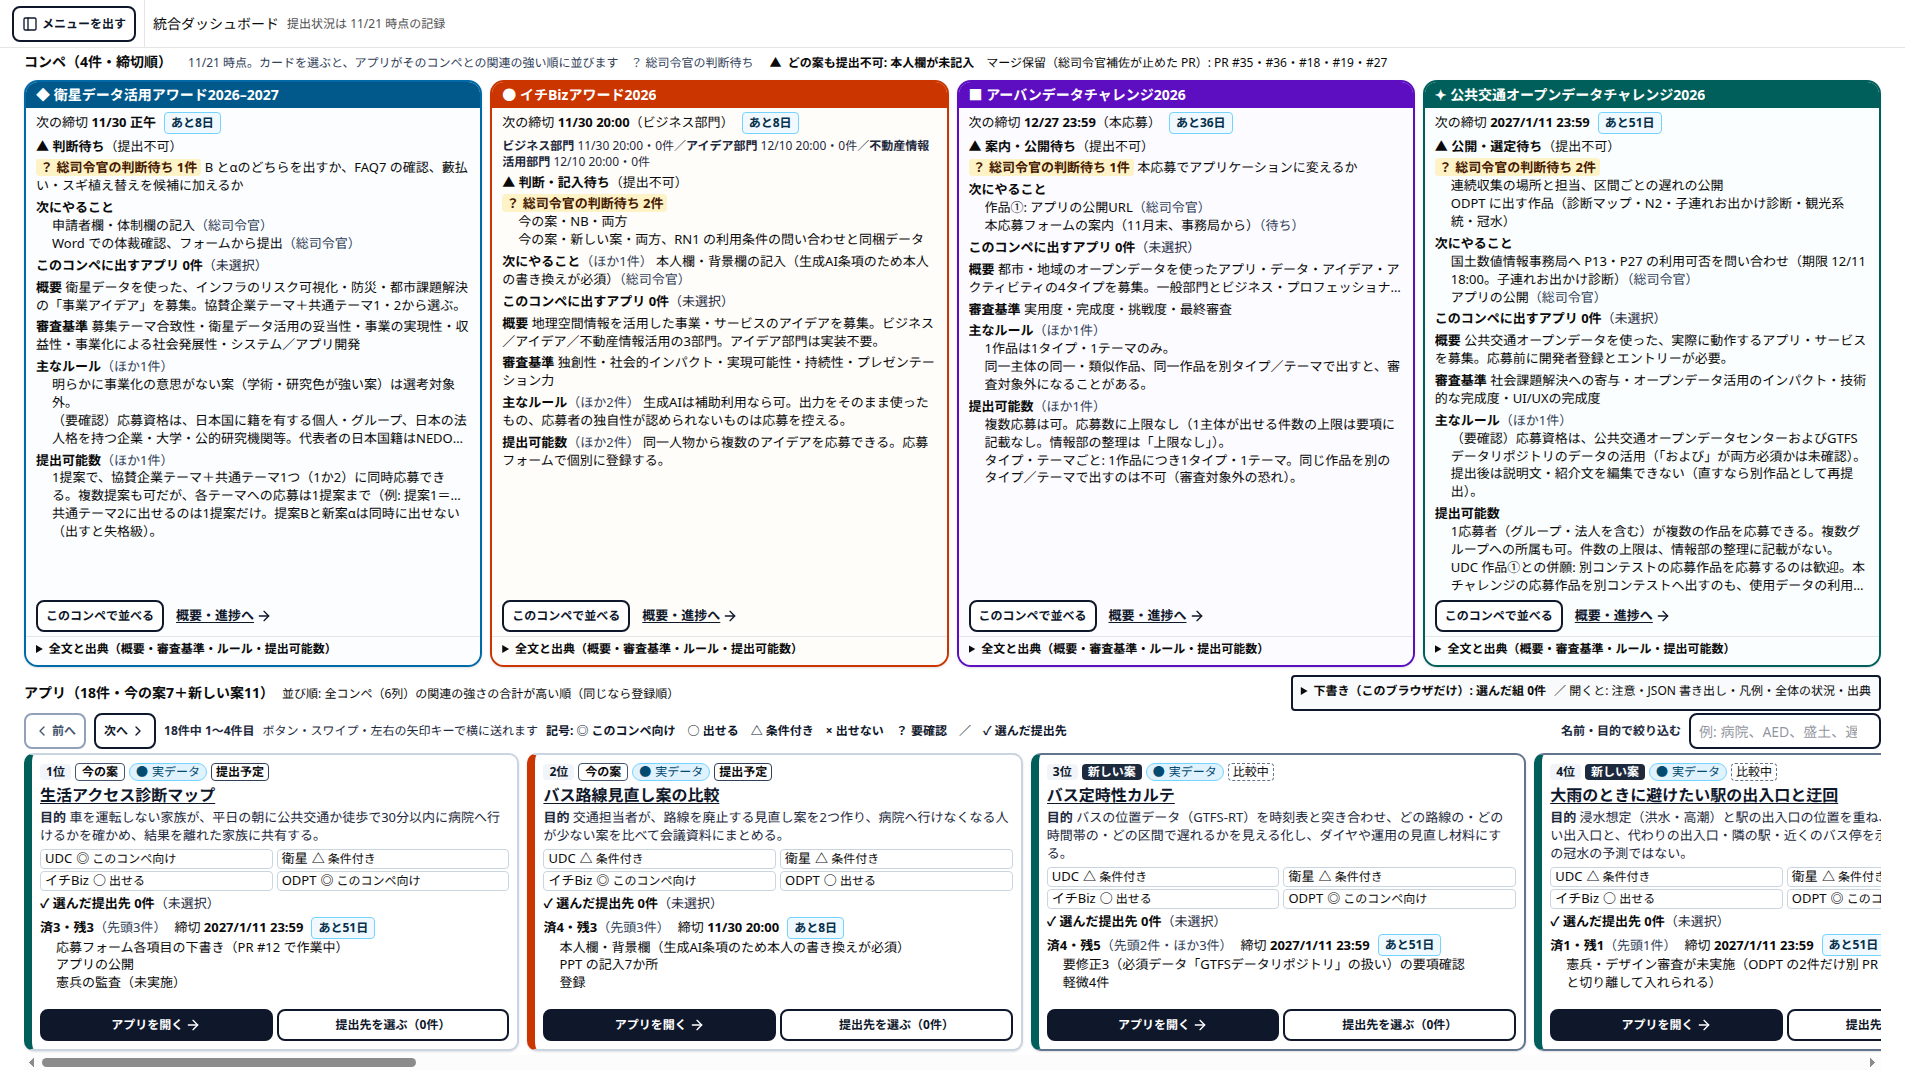 メニューを出す
統合ダッシュボード 提出状況は 11/21 時点の記録
コンペ（4件・締切順） 11/21 時点。カードを選ぶと、アプリがそのコンペとの関連の強い順に並びます ？ 総司令官の判断待ち ▲ どの案も提出不可: 本人欄が未記入 マージ保留（総司令官補佐が止めた PR）: PR #35・#36・#18・#19・#27
◆ 衛星データ活用アワード2026–2027
次の締切 11/30 正午 あと8日
▲ 判断待ち（提出不可）
？ 総司令官の判断待ち 1件 B とαのどちらを出すか、FAQ7 の確認、藪払
い・スギ植え替えを候補に加えるか
次にやること
申請者欄・体制欄の記入（総司令官）
Word での体裁確認、フォームから提出（総司令官）
このコンペに出すアプリ 0件（未選択）
概要 衛星データを使った、インフラのリスク可視化・防災・都市課題解決
の「事業アイデア」を募集。協賛企業テーマ＋共通テーマ1・2から選ぶ。
審査基準 募集テーマ合致性・衛星データ活用の妥当性・事業の実現性・収
益性・事業化による社会発展性・システム／アプリ開発
主なルール（ほか1件）
明らかに事業化の意思がない案（学術・研究色が強い案）は選考対象
外。
（要確認）応募資格は、日本国に籍を有する個人・グループ、日本の法
人格を持つ企業・大学・公的研究機関等。代表者の日本国籍はNEDO...
提出可能数（ほか1件）
1提案で、協賛企業テーマ＋共通テーマ1つ（1か2）に同時応募でき
る。複数提案も可だが、各テーマへの応募は1提案まで（例: 提案1＝...
共通テーマ2に出せるのは1提案だけ。提案Bと新案αは同時に出せない
（出すと失格級）。
このコンペで並べる 概要・進捗へ →
▶ 全文と出典（概要・審査基準・ルール・提出可能数）
● イチBizアワード2026
次の締切 11/30 20:00（ビジネス部門） あと8日
ビジネス部門 11/30 20:00・0件／アイデア部門 12/10 20:00・0件／不動産情報
活用部門 12/10 20:00・0件
▲ 判断・記入待ち（提出不可）
？ 総司令官の判断待ち 2件
今の案・NB・両方
今の案・新しい案・両方、RN1 の利用条件の問い合わせと同梱データ
次にやること（ほか1件） 本人欄・背景欄の記入（生成AI条項のため本人
の書き換えが必須）（総司令官）
このコンペに出すアプリ 0件（未選択）
概要 地理空間情報を活用した事業・サービスのアイデアを募集。ビジネス
／アイデア／不動産情報活用の3部門。アイデア部門は実装不要。
審査基準 独創性・社会的インパクト・実現可能性・持続性・プレゼンテー
ション力
主なルール（ほか2件） 生成AIは補助利用なら可。出力をそのまま使った
もの、応募者の独自性が認められないものは応募を控える。
提出可能数（ほか2件） 同一人物から複数のアイデアを応募できる。応募
フォームで個別に登録する。
このコンペで並べる 概要・進捗へ →
▶ 全文と出典（概要・審査基準・ルール・提出可能数）
■ アーバンデータチャレンジ2026
次の締切 12/27 23:59（本応募） あと36日
▲ 案内・公開待ち（提出不可）
？ 総司令官の判断待ち 1件 本応募でアプリケーションに変えるか
次にやること
作品①: アプリの公開URL（総司令官）
本応募フォームの案内（11月末、事務局から）（待ち）
このコンペに出すアプリ 0件（未選択）
概要 都市・地域のオープンデータを使ったアプリ・データ・アイデア・ア
クティビティの4タイプを募集。一般部門とビジネス・プロフェッショナ...
審査基準 実用度・完成度・挑戦度・最終審査
主なルール（ほか1件）
1作品は1タイプ・1テーマのみ。
同一主体の同一・類似作品、同一作品を別タイプ／テーマで出すと、審
査対象外になることがある。
提出可能数（ほか1件）
複数応募は可。応募数に上限なし（1主体が出せる件数の上限は要項に
記載なし。情報部の整理は「上限なし」）。
タイプ・テーマごと: 1作品につき1タイプ・1テーマ。同じ作品を別の
タイプ／テーマで出すのは不可（審査対象外の恐れ）。
このコンペで並べる 概要・進捗へ →
▶ 全文と出典（概要・審査基準・ルール・提出可能数）
✦ 公共交通オープンデータチャレンジ2026
次の締切 2027/1/11 23:59 あと51日
▲ 公開・選定待ち（提出不可）
？ 総司令官の判断待ち 2件
連続収集の場所と担当、区間ごとの遅れの公開
ODPT に出す作品（診断マップ・N2・子連れお出かけ診断・観光系
統・冠水）
次にやること
国土数値情報事務局へ P13・P27 の利用可否を問い合わせ（期限 12/11
18:00。子連れお出かけ診断）（総司令官）
アプリの公開（総司令官）
このコンペに出すアプリ 0件（未選択）
概要 公共交通オープンデータを使った、実際に動作するアプリ・サービス
を募集。応募前に開発者登録とエントリーが必要。
審査基準 社会課題解決への寄与・オープンデータ活用のインパクト・技術
的な完成度・UI/UXの完成度
主なルール（ほか1件）
（要確認）応募資格は、公共交通オープンデータセンターおよびGTFS
データリポジトリのデータの活用（「および」が両方必須かは未確認）。
提出後は説明文・紹介文を編集できない（直すなら別作品として再提
出）。
提出可能数
1応募者（グループ・法人を含む）が複数の作品を応募できる。複数グ
ループへの所属も可。件数の上限は、情報部の整理に記載がない。
UDC 作品①との併願: 別コンテストの応募作品を応募するのは歓迎。本
チャレンジの応募作品を別コンテストへ出すのも、使用データの利用...
このコンペで並べる 概要・進捗へ →
▶ 全文と出典（概要・審査基準・ルール・提出可能数）
アプリ（18件・今の案7＋新しい案11） 並び順: 全コンペ（6列）の関連の強さの合計が高い順（同じなら登録順）
▶ 下書き（このブラウザだけ）: 選んだ組 0件 ／ 開くと: 注意・JSON 書き出し・凡例・全体の状況・出典
前へ 次へ 18件中 1〜4件目 ボタン・スワイプ・左右の矢印キーで横に送れます 記号: ◎ このコンペ向け ○ 出せる △ 条件付き × 出せない ？ 要確認 ／ ✓ 選んだ提出先
名前・目的で絞り込む 例: 病院、AED、盛土、遅
1位 今の案 ● 実データ 提出予定
生活アクセス診断マップ
目的 車を運転しない家族が、平日の朝に公共交通か徒歩で30分以内に病院へ行
けるかを確かめ、結果を離れた家族に共有する。
UDC ◎ このコンペ向け 衛星 △ 条件付き
イチBiz ○ 出せる ODPT ◎ このコンペ向け
✓ 選んだ提出先 0件（未選択）
済3・残3（先頭3件） 締切 2027/1/11 23:59 あと51日
応募フォーム各項目の下書き（PR #12 で作業中）
アプリの公開
憲兵の監査（未実施）
アプリを開く → 提出先を選ぶ（0件）
2位 今の案 ● 実データ 提出予定
バス路線見直し案の比較
目的 交通担当者が、路線を廃止する見直し案を2つ作り、病院へ行けなくなる人
が少ない案を比べて会議資料にまとめる。
UDC △ 条件付き 衛星 △ 条件付き
イチBiz ◎ このコンペ向け ODPT ○ 出せる
✓ 選んだ提出先 0件（未選択）
済4・残3（先頭3件） 締切 11/30 20:00 あと8日
本人欄・背景欄（生成AI条項のため本人の書き換えが必須）
PPT の記入7か所
登録
アプリを開く → 提出先を選ぶ（0件）
3位 新しい案 ● 実データ 比較中
バス定時性カルテ
目的 バスの位置データ（GTFS-RT）を時刻表と突き合わせ、どの路線の・どの
時間帯の・どの区間で遅れるかを見える化し、ダイヤや運用の見直し材料にす
る。
UDC △ 条件付き 衛星 △ 条件付き
イチBiz ○ 出せる ODPT ◎ このコンペ向け
✓ 選んだ提出先 0件（未選択）
済4・残5（先頭2件・ほか3件） 締切 2027/1/11 23:59 あと51日
要修正3（必須データ「GTFSデータリポジトリ」の扱い）の要項確認
軽微4件
アプリを開く → 提出先を選ぶ（0件）
4位 新しい案 ● 実データ 比較中
大雨のときに避けたい駅の出入口と迂回
目的 浸水想定（洪水・高潮）と駅の出入口の位置を重ね、
い出入口と、代わりの出入口・隣の駅・近くのバス停を
の冠水の予測ではない。
UDC △ 条件付き 衛星 △ 条件付き
イチBiz ○ 出せる ODPT ◎ このコ
✓ 選んだ提出先 0件（未選択）
済1・残1（先頭1件） 締切 2027/1/11 23:59 あと51日
憲兵・デザイン審査が未実施（ODPT の2件だけ別 PR
と切り離して入れられる）
アプリを開く → 提出先